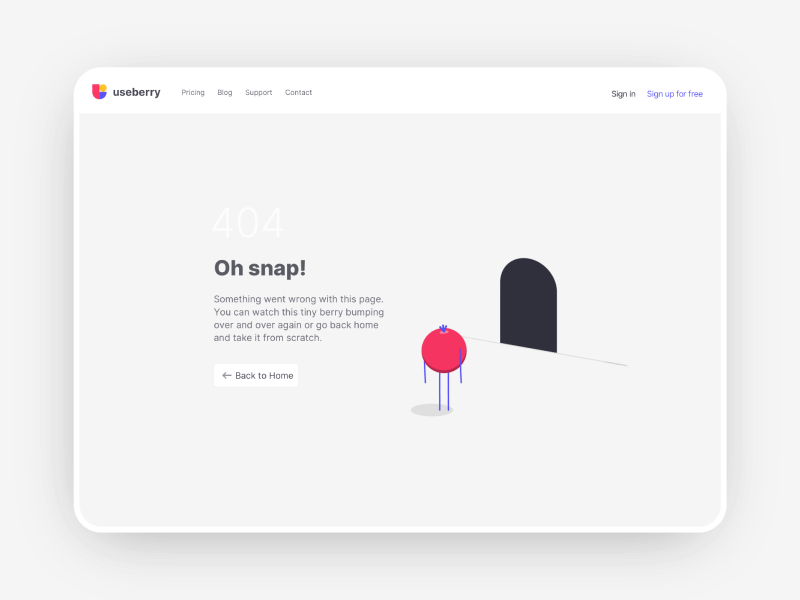 useberry
Pricing
Blog
Support
Contact
Sign in
Sign up for free
404
Oh snap!
Something went wrong with this page.
You can watch this tiny berry bumping
over and over again or go back home
and take it from scratch.
Back to Home